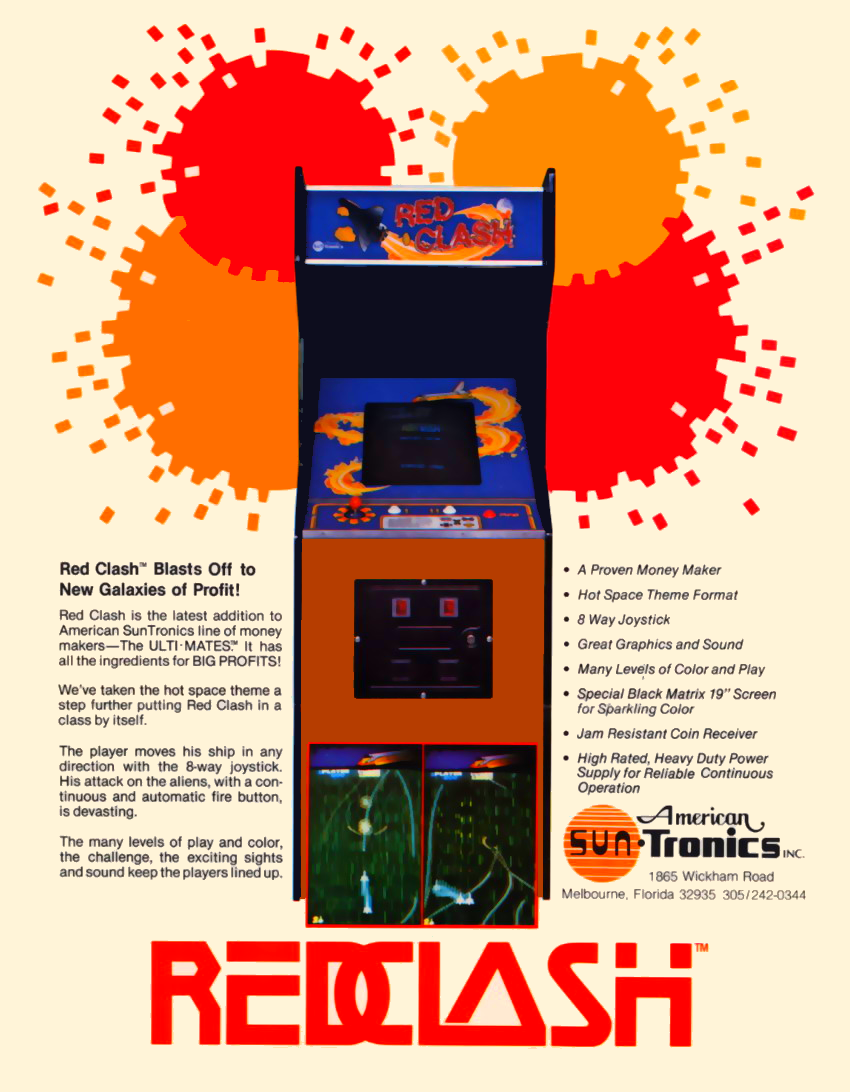 RED
CLASH
SUN TRONICS
Red Clash™ Blasts Off to
New Galaxies of Profit!
Red Clash is the latest addition to
American SunTronics line of money
makers—The ULTI·MATES™ It has
all the ingredients for BIG PROFITS!
We've taken the hot space theme a
step further putting Red Clash in a
class by itself.
The player moves his ship in any
direction with the 8-way joystick.
His attack on the aliens, with a con-
tinuous and automatic fire button,
is devasting.
The many levels of play and color,
the challenge, the exciting sights
and sound keep the players lined up.
• A Proven Money Maker
• Hot Space Theme Format
• 8 Way Joystick
• Great Graphics and Sound
• Many Levels of Color and Play
• Special Black Matrix 19" Screen
for Sparkling Color
• Jam Resistant Coin Receiver
• High Rated, Heavy Duty Power
Supply for Reliable Continuous
Operation
American
SUN·Tronics INC.
1865 Wickham Road
Melbourne, Florida 32935 305/242-0344
PLAYER
PLAYER
REDCLASH™